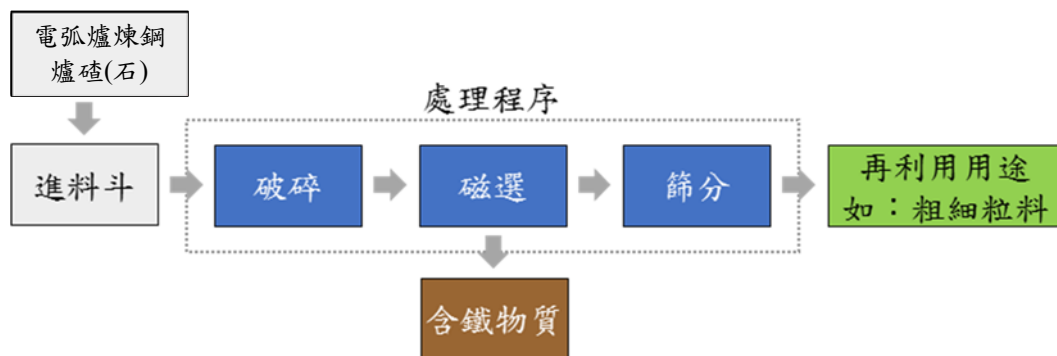 電弧爐煉鋼
爐碴(石)
處理程序
進料斗
破碎
磁選
篩分
再利用用途
如：粗細粒料
含鐵物質